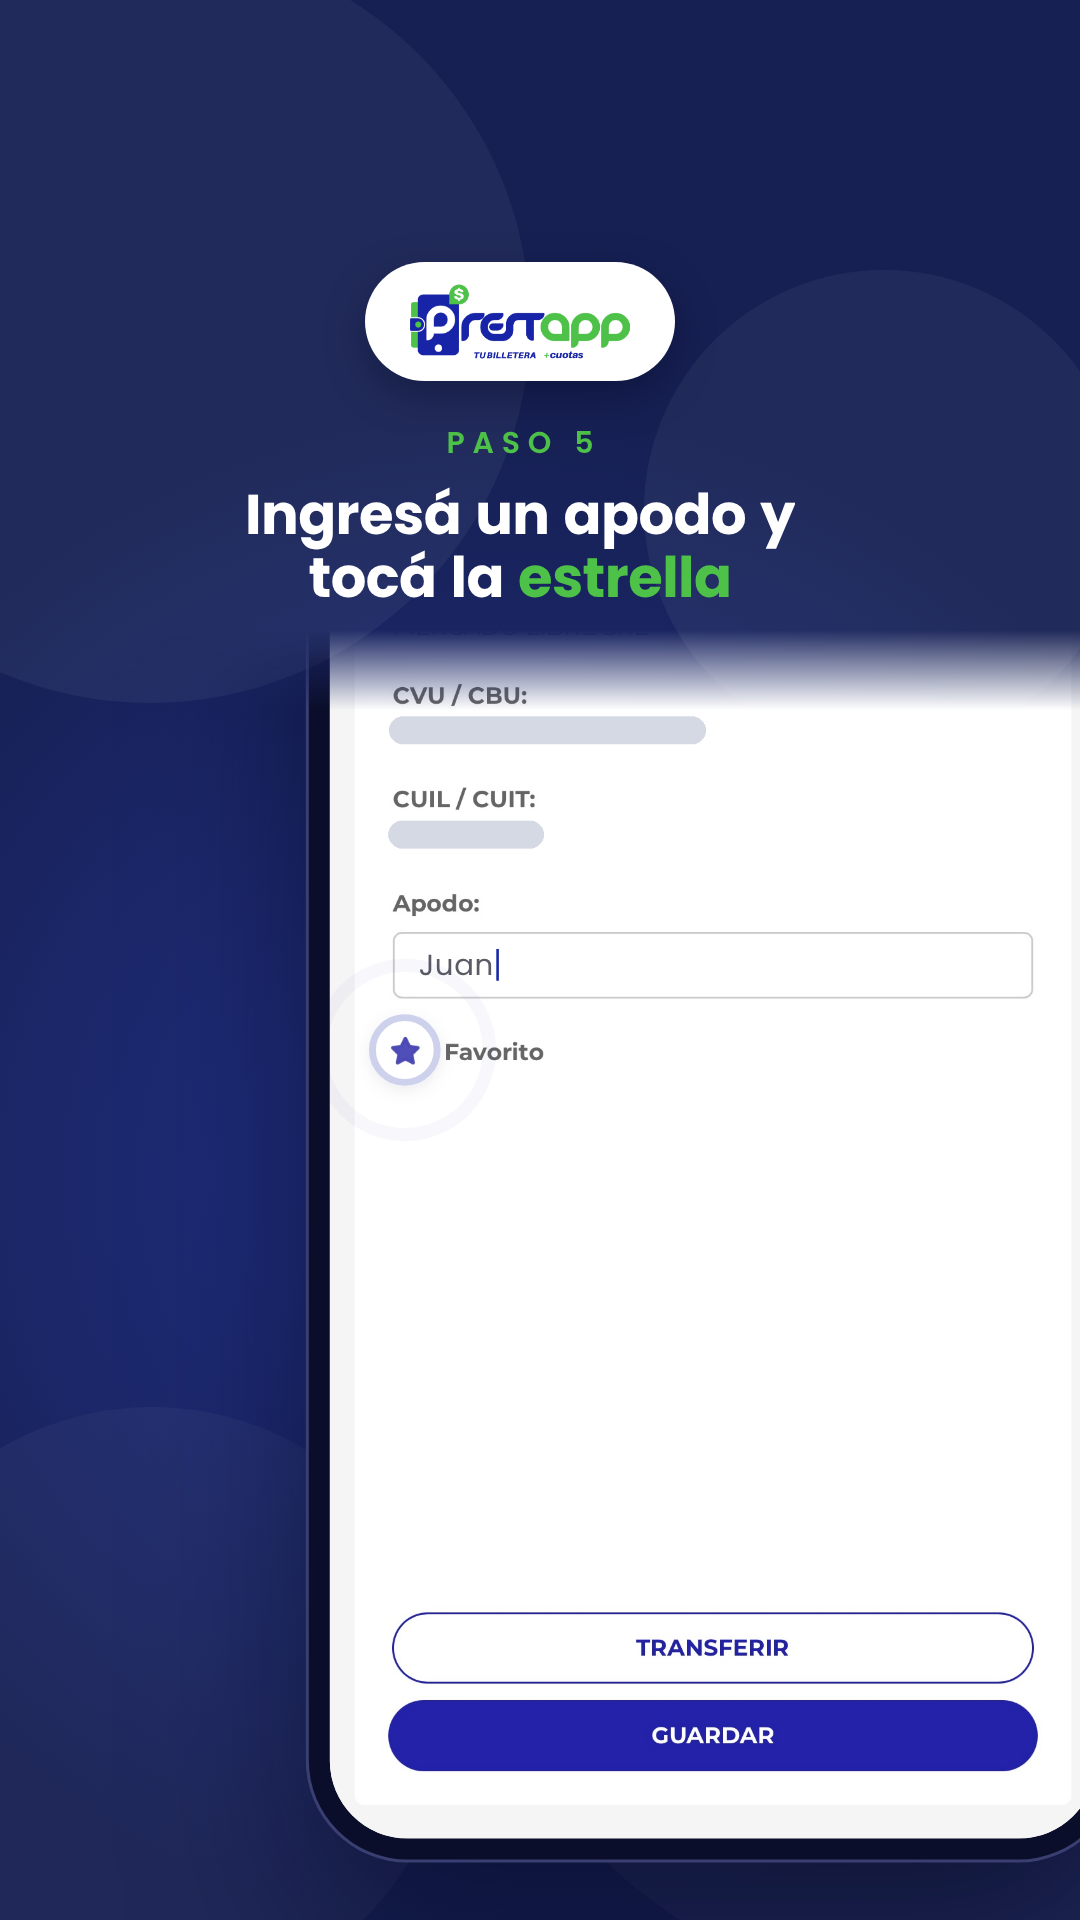 $
Prestapp
TU BILLETERA +cuotas
PASO 5
Ingresá un apodo y
tocá la estrella
CVU / CBU:
CUIL / CUIT:
Apodo:
Juan
Favorito
TRANSFERIR
GUARDAR